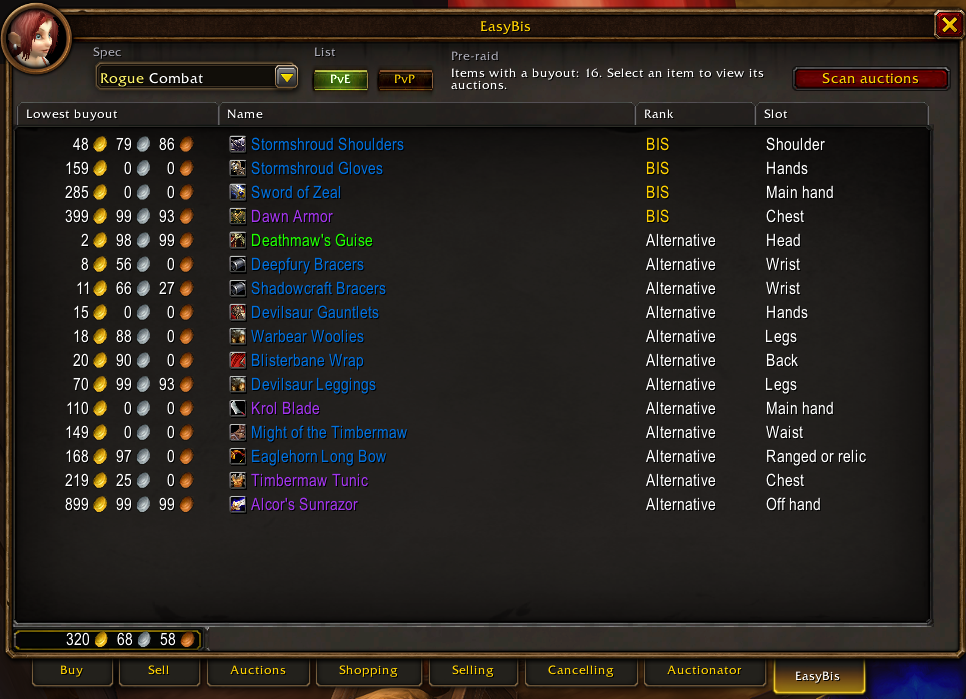 EasyBis
Spec
List
Pre-raid
Rogue Combat
PvE
PvP
Items with a buyout: 16. Select an item to view its
auctions.
Scan auctions
Lowest buyout Name Rank Slot
48 79 86 Stormshroud Shoulders BIS Shoulder
159 0 0 Stormshroud Gloves BIS Hands
285 0 0 Sword of Zeal BIS Main hand
399 99 93 Dawn Armor BIS Chest
2 98 99 Deathmaw's Guise Alternative Head
8 56 0 Deepfury Bracers Alternative Wrist
11 66 27 Shadowcraft Bracers Alternative Wrist
15 0 0 Devilsaur Gauntlets Alternative Hands
18 88 0 Warbear Woolies Alternative Legs
20 90 0 Blisterbane Wrap Alternative Back
70 99 93 Devilsaur Leggings Alternative Legs
110 0 0 Krol Blade Alternative Main hand
149 0 0 Might of the Timbermaw Alternative Waist
168 97 0 Eaglehorn Long Bow Alternative Ranged or relic
219 25 0 Timbermaw Tunic Alternative Chest
899 99 99 Alcor's Sunrazor Alternative Off hand
320 68 58
Buy Sell Auctions Shopping Selling Cancelling Auctionator EasyBis